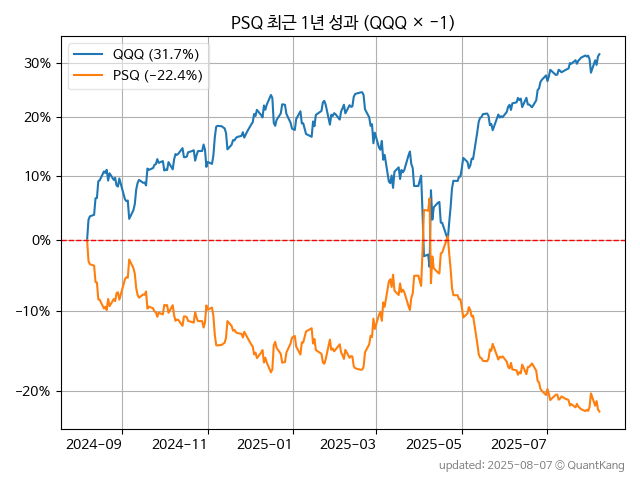 PSQ 최근 1년 성과 (QQQ × −1)
QQQ (31.7%)
PSQ (−22.4%)
30%
20%
10%
0%
−10%
−20%
2024-09 2024-11 2025-01 2025-03 2025-05 2025-07
updated: 2025-08-07 © QuantKang